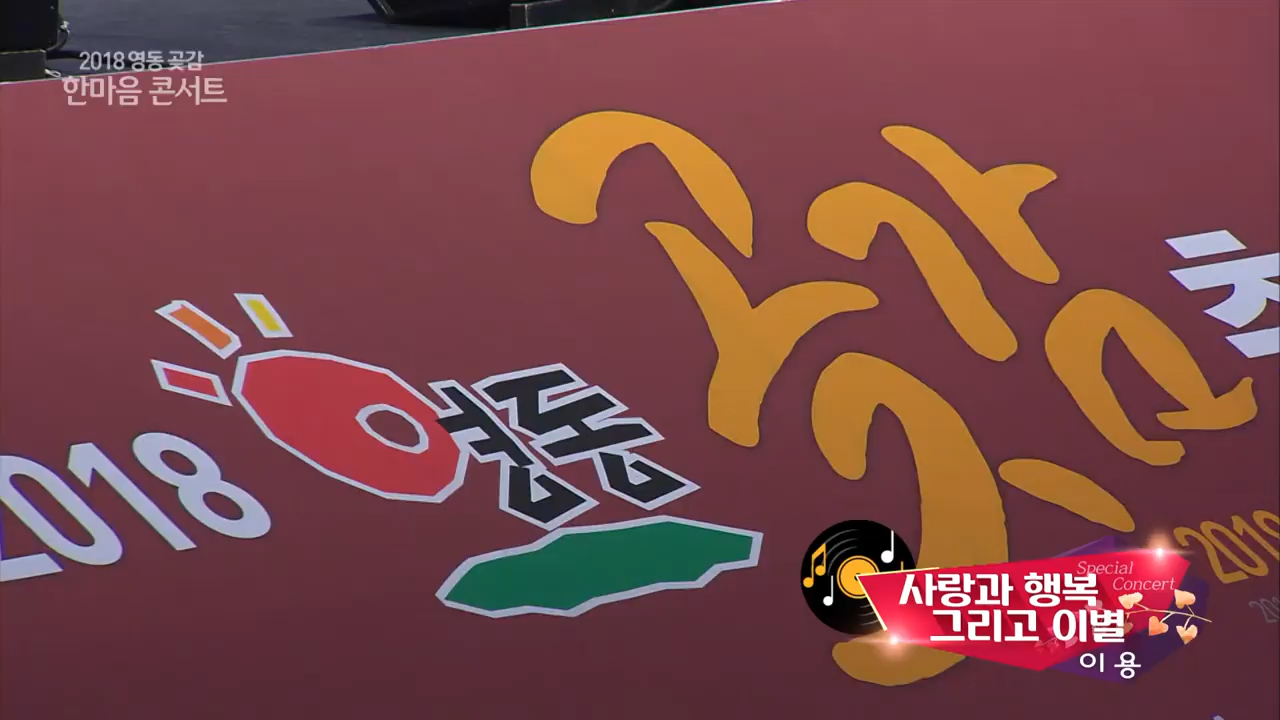 2018 영동 곶감
한마음 콘서트
2018
영동
곶감
2018
Special
Concert
사랑과 행복
그리고 이별
이용